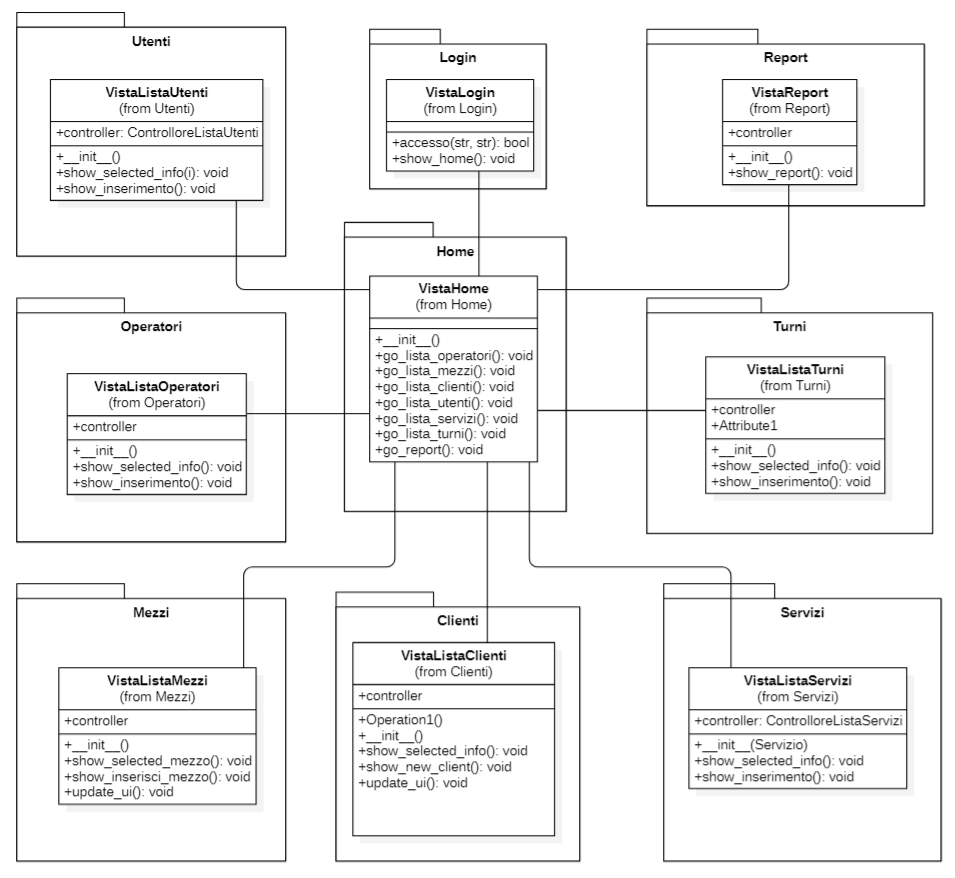 Utenti
VistaListaUtenti
(from Utenti)
+controller: ControlloreListaUtenti
+__init__()
+show_selected_info(i): void
+show_inserimento(): void
Login
VistaLogin
(from Login)
+accesso(str, str): bool
+show_home(): void
Report
VistaReport
(from Report)
+controller
+__init__()
+show_report(): void
Home
VistaHome
(from Home)
+__init__()
+go_lista_operatori(): void
+go_lista_mezzi(): void
+go_lista_clienti(): void
+go_lista_utenti(): void
+go_lista_servizi(): void
+go_lista_turni(): void
+go_report(): void
Operatori
VistaListaOperatori
(from Operatori)
+controller
+__init__()
+show_selected_info(): void
+show_inserimento(): void
Turni
VistaListaTurni
(from Turni)
+controller
+Attribute1
+__init__()
+show_selected_info(): void
+show_inserimento(): void
Mezzi
VistaListaMezzi
(from Mezzi)
+controller
+__init__()
+show_selected_mezzo(): void
+show_inserisci_mezzo(): void
+update_ui(): void
Clienti
VistaListaClienti
(from Clienti)
+controller
+Operation1()
+__init__()
+show_selected_info(): void
+show_new_client(): void
+update_ui(): void
Servizi
VistaListaServizi
(from Servizi)
+controller: ControlloreListaServizi
+__init__(Servizio)
+show_selected_info(): void
+show_inserimento(): void